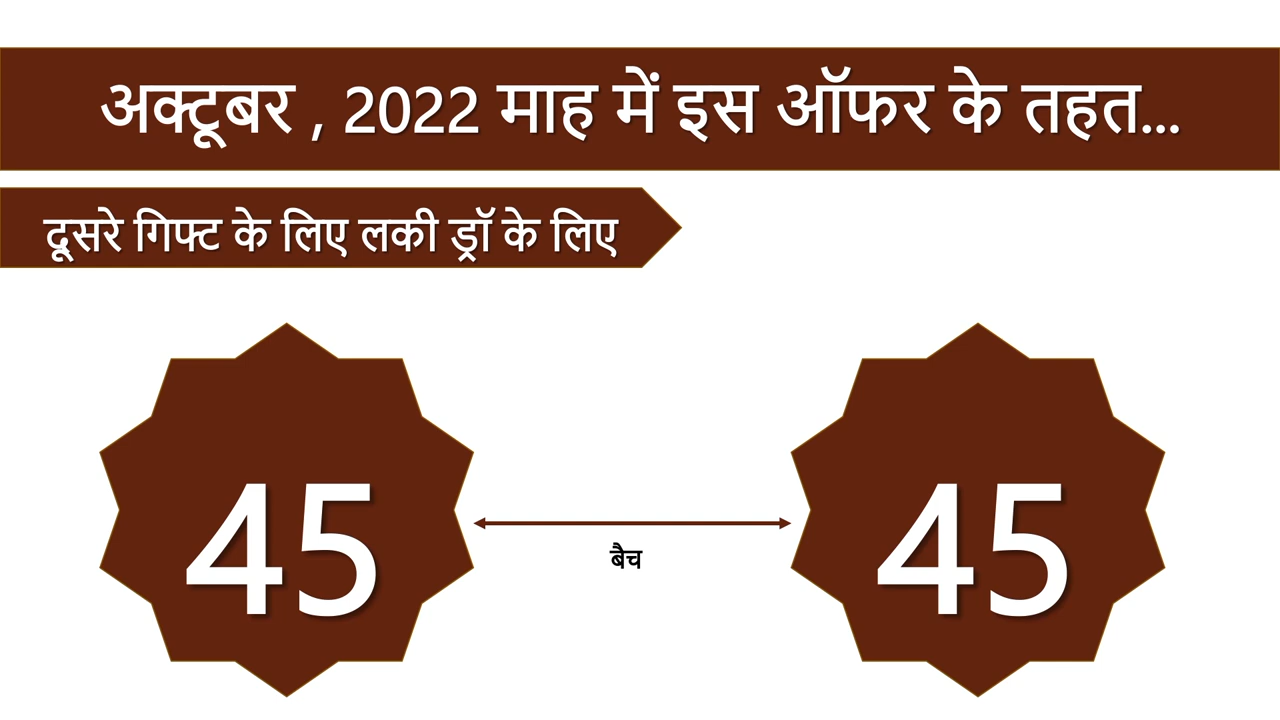 अक्टूबर , 2022 माह में इस ऑफर के तहत...
दूसरे गिफ्ट के लिए लकी ड्रॉ के लिए
45
45
बैच